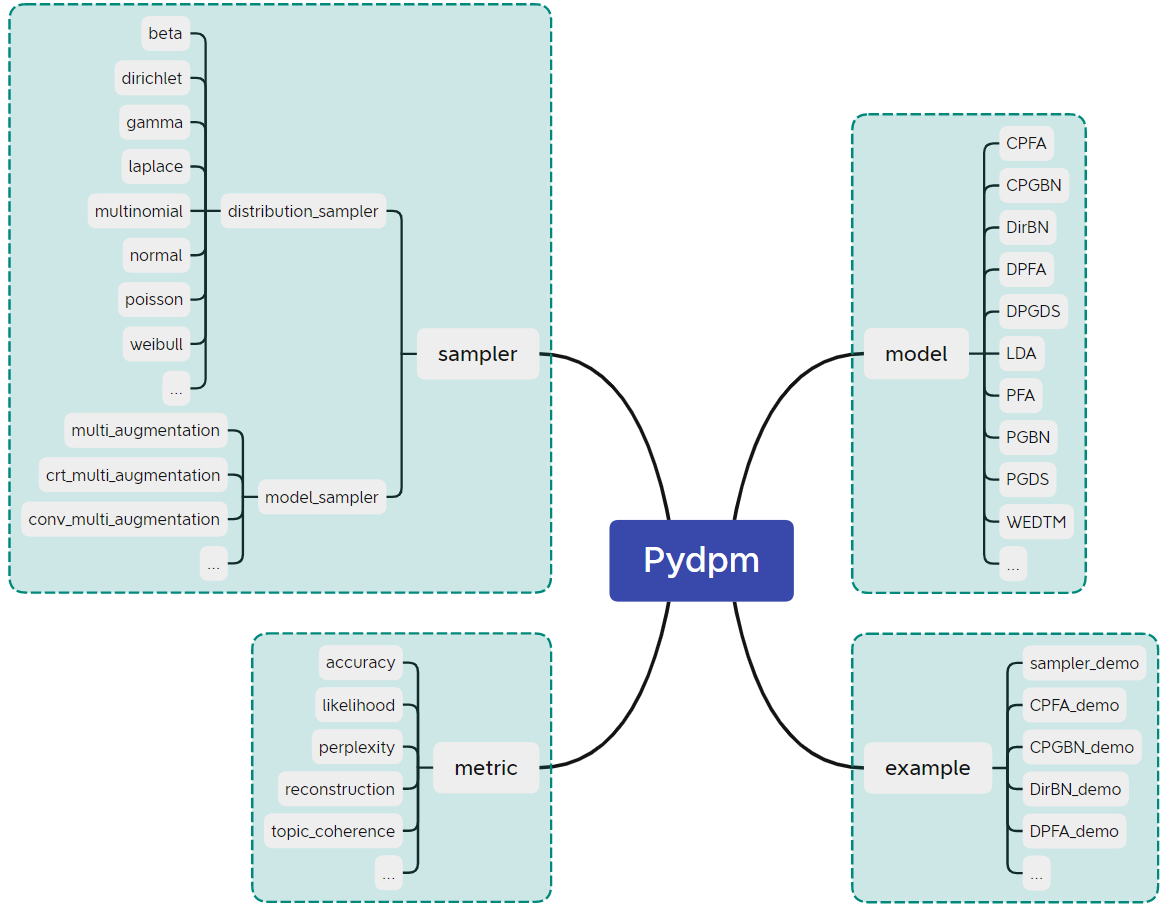 beta
dirichlet
gamma
laplace
multinomial
distribution_sampler
normal
poisson
weibull
...
sampler
multi_augmentation
crt_multi_augmentation
model_sampler
conv_multi_augmentation
...
model
CPFA
CPGBN
DirBN
DPFA
DPGDS
LDA
PFA
PGBN
PGDS
WEDTM
...
Pydpm
accuracy
likelihood
perplexity
metric
reconstruction
topic_coherence
...
example
sampler_demo
CPFA_demo
CPGBN_demo
DirBN_demo
DPFA_demo
...